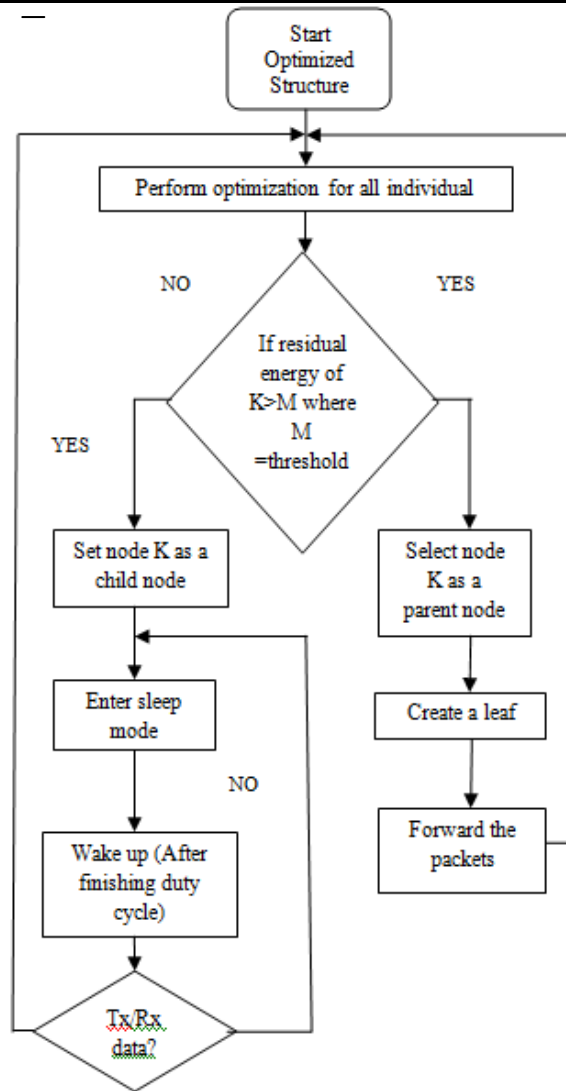 Start
Optimized
Structure
Perform optimization for all individual
NO
YES
If residual
energy of
K>M where
M
=threshold
YES
Set node K as a
child node
Select node
K as a
parent node
Enter sleep
mode
Create a leaf
NO
Wake up (After
finishing duty
cycle)
Forward the
packets
Tx/Rx
data?